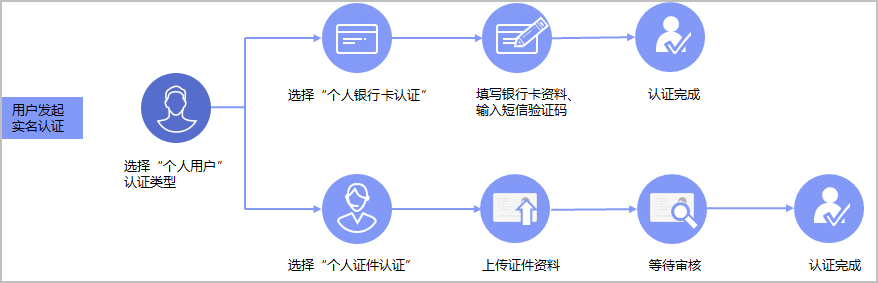 用户发起
实名认证
选择“个人用户”
认证类型
选择“个人银行卡认证”
填写银行卡资料、
输入短信验证码
认证完成
选择“个人证件认证”
上传证件资料
等待审核
认证完成